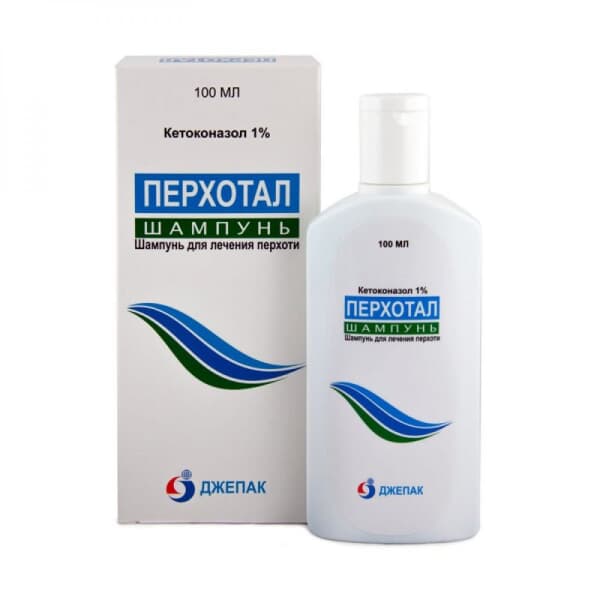 ПЕРХОТАЛ
100 МЛ
Кетоконазол 1%
ПЕРХОТАЛ
ШАМПУНЬ
Шампунь для лечения перхоти
ДЖЕПАК
100 МЛ
Кетоконазол 1%
ПЕРХОТАЛ
ШАМПУНЬ
Шампунь для лечения перхоти
ДЖЕПАК